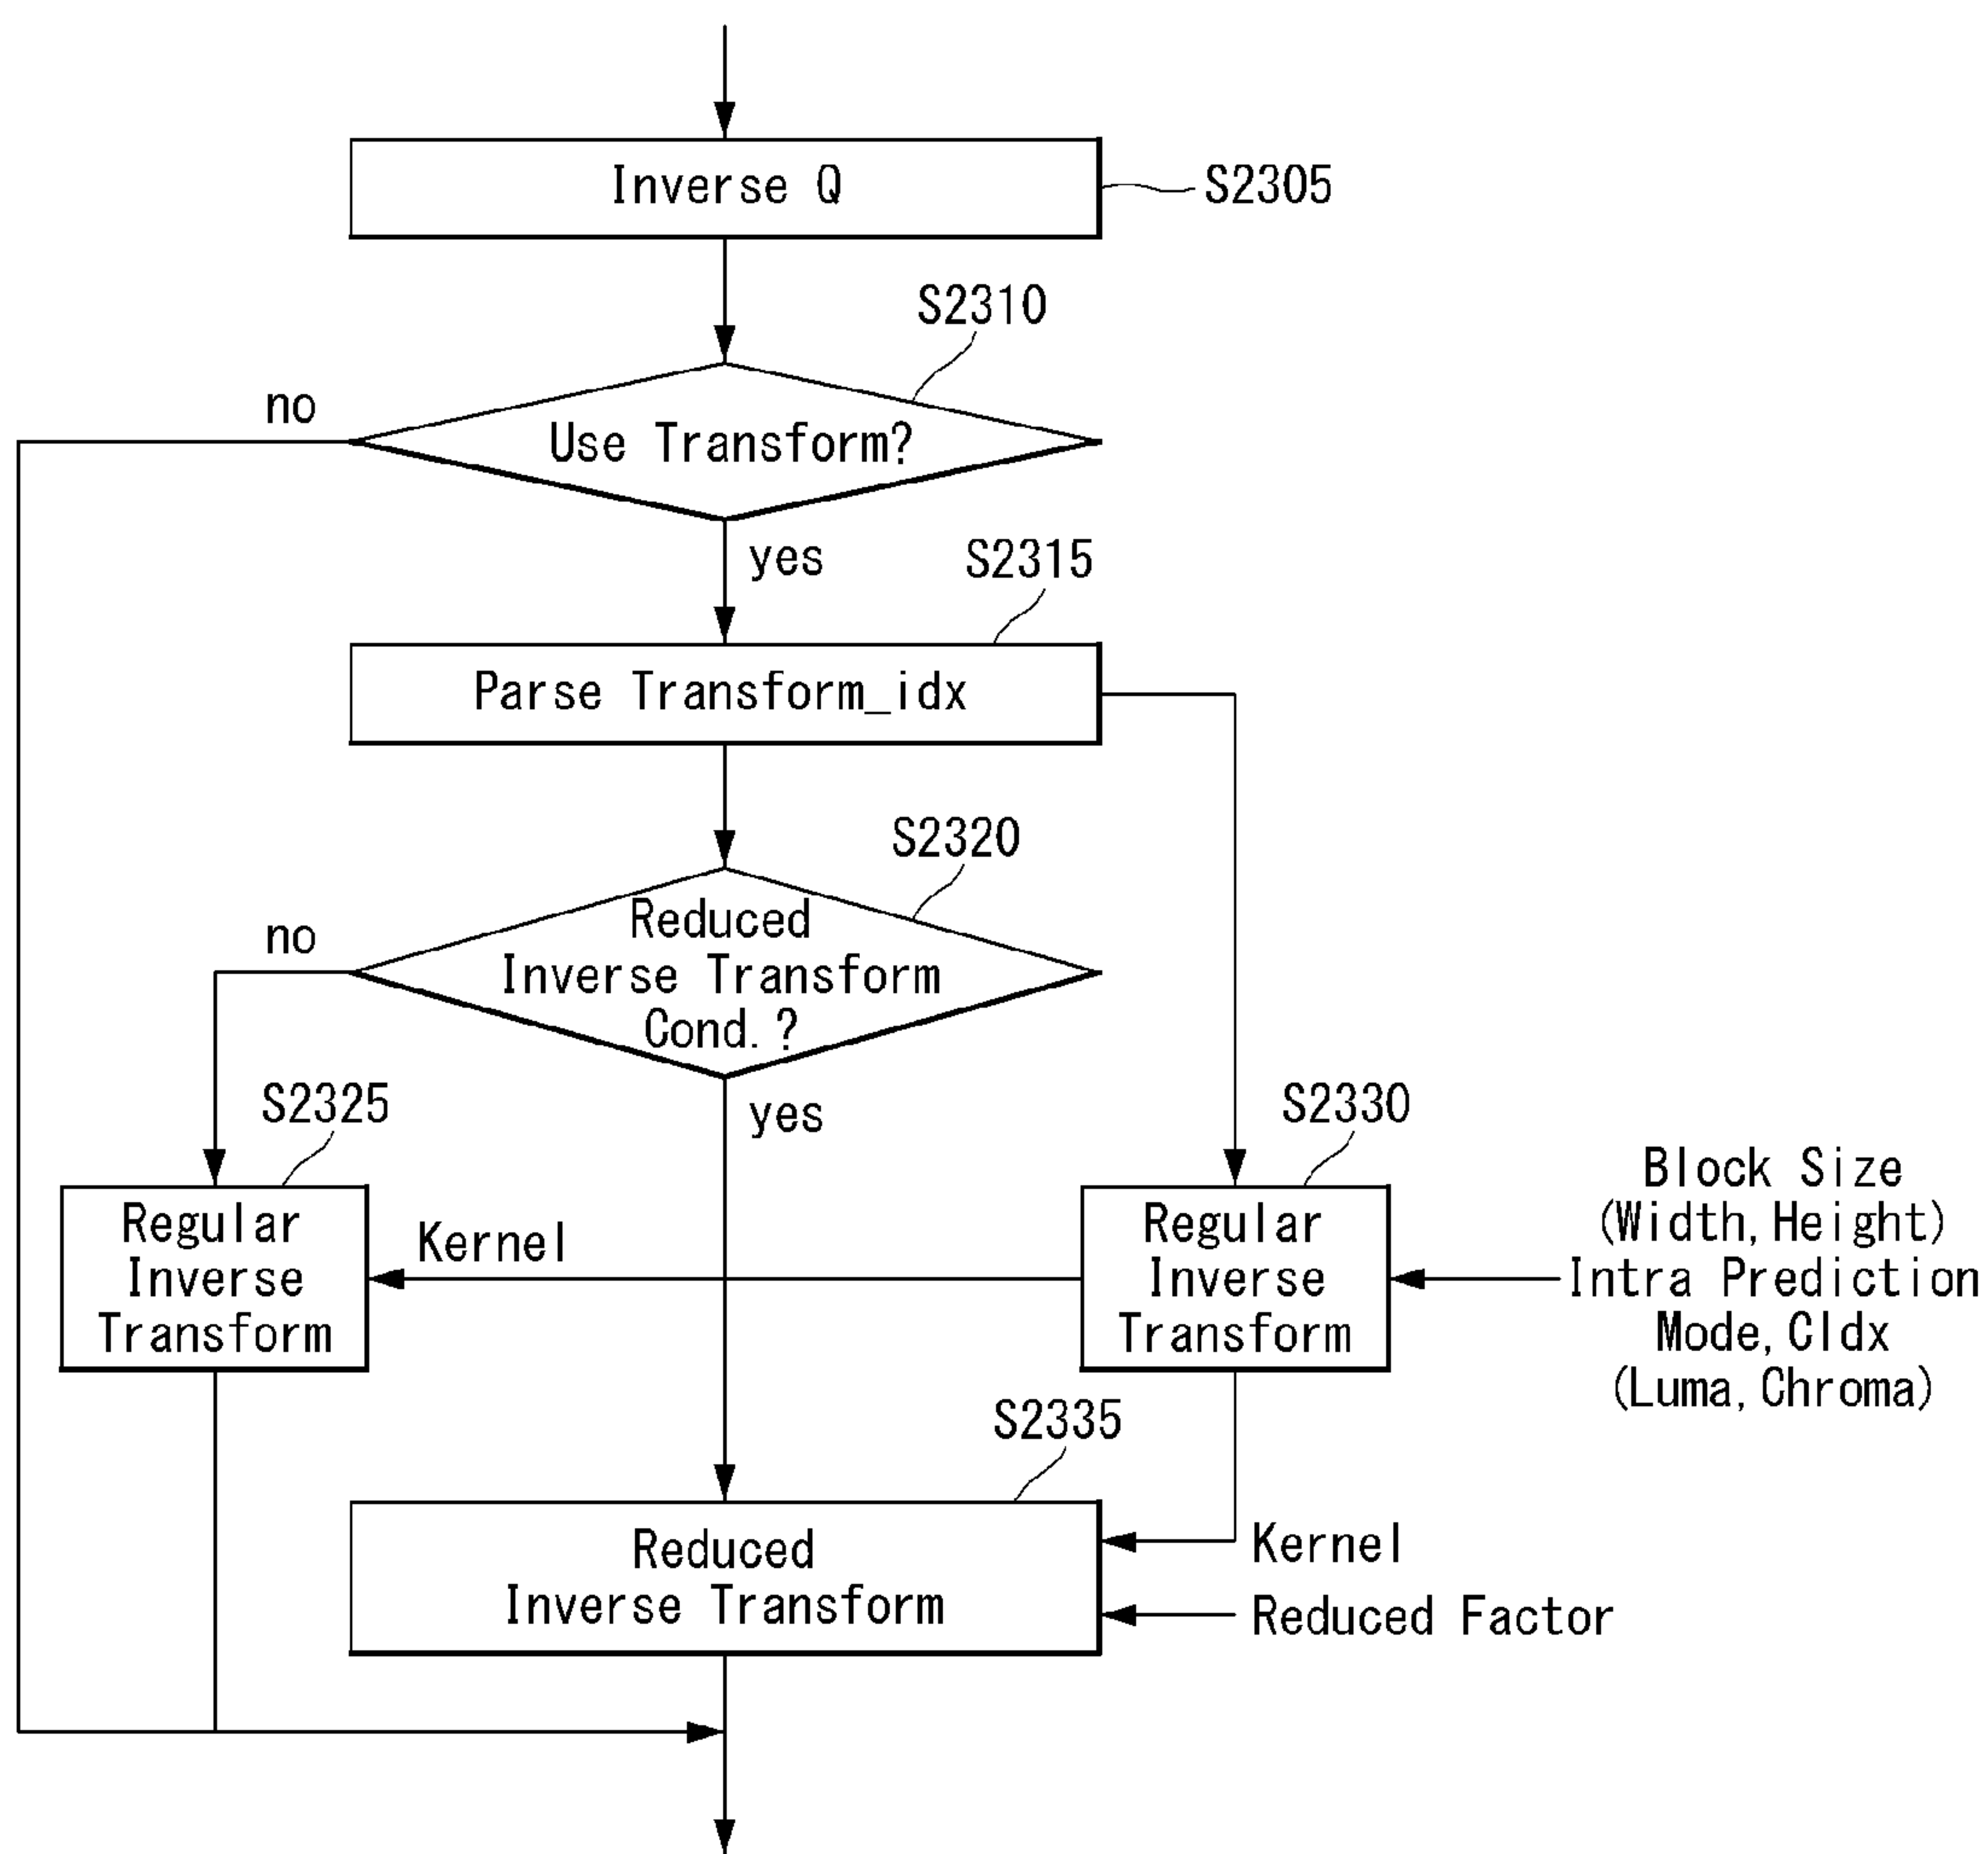 Inverse Q
S2305
S2310
no
Use Transform?
yes
S2315
Parse Transform_idx
S2320
no
Reduced
Inverse Transform
Cond.?
yes
S2325
S2330
Regular
Inverse
Transform
Kernel
Regular
Inverse
Transform
Block Size
(Width, Height)
Intra Prediction
Mode, CIdx
(Luma, Chroma)
S2335
Reduced
Inverse Transform
Kernel
Reduced Factor